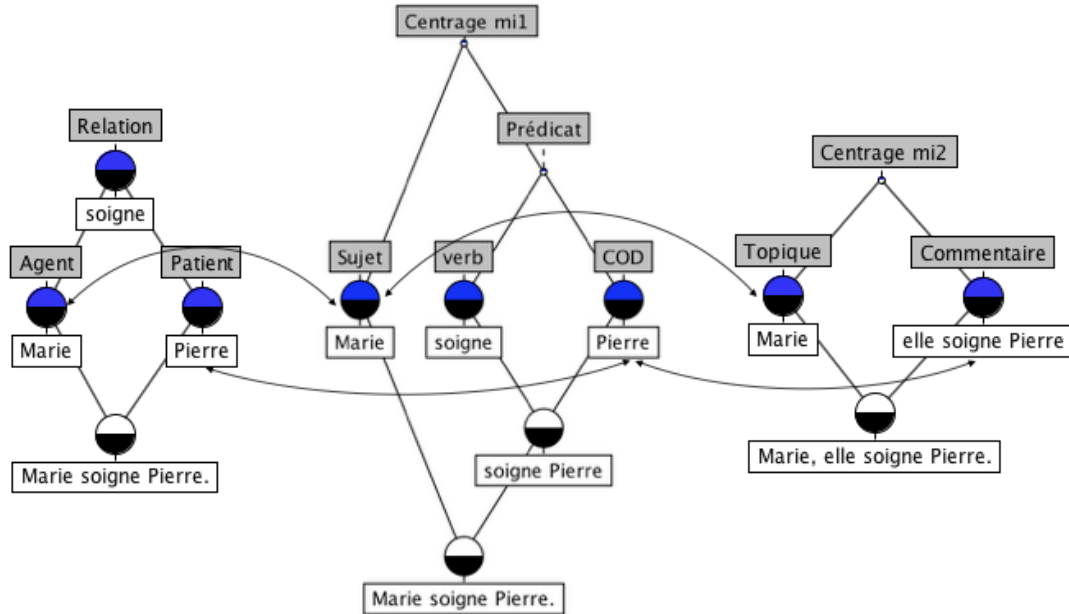 Centrage mi1
Relation
Prédicat
Centrage mi2
soigne
Agent
Patient
Sujet
verb
COD
Topique
Commentaire
Marie
Pierre
Marie
soigne
Pierre
Marie
elle soigne Pierre
Marie soigne Pierre.
soigne Pierre
Marie, elle soigne Pierre.
Marie soigne Pierre.